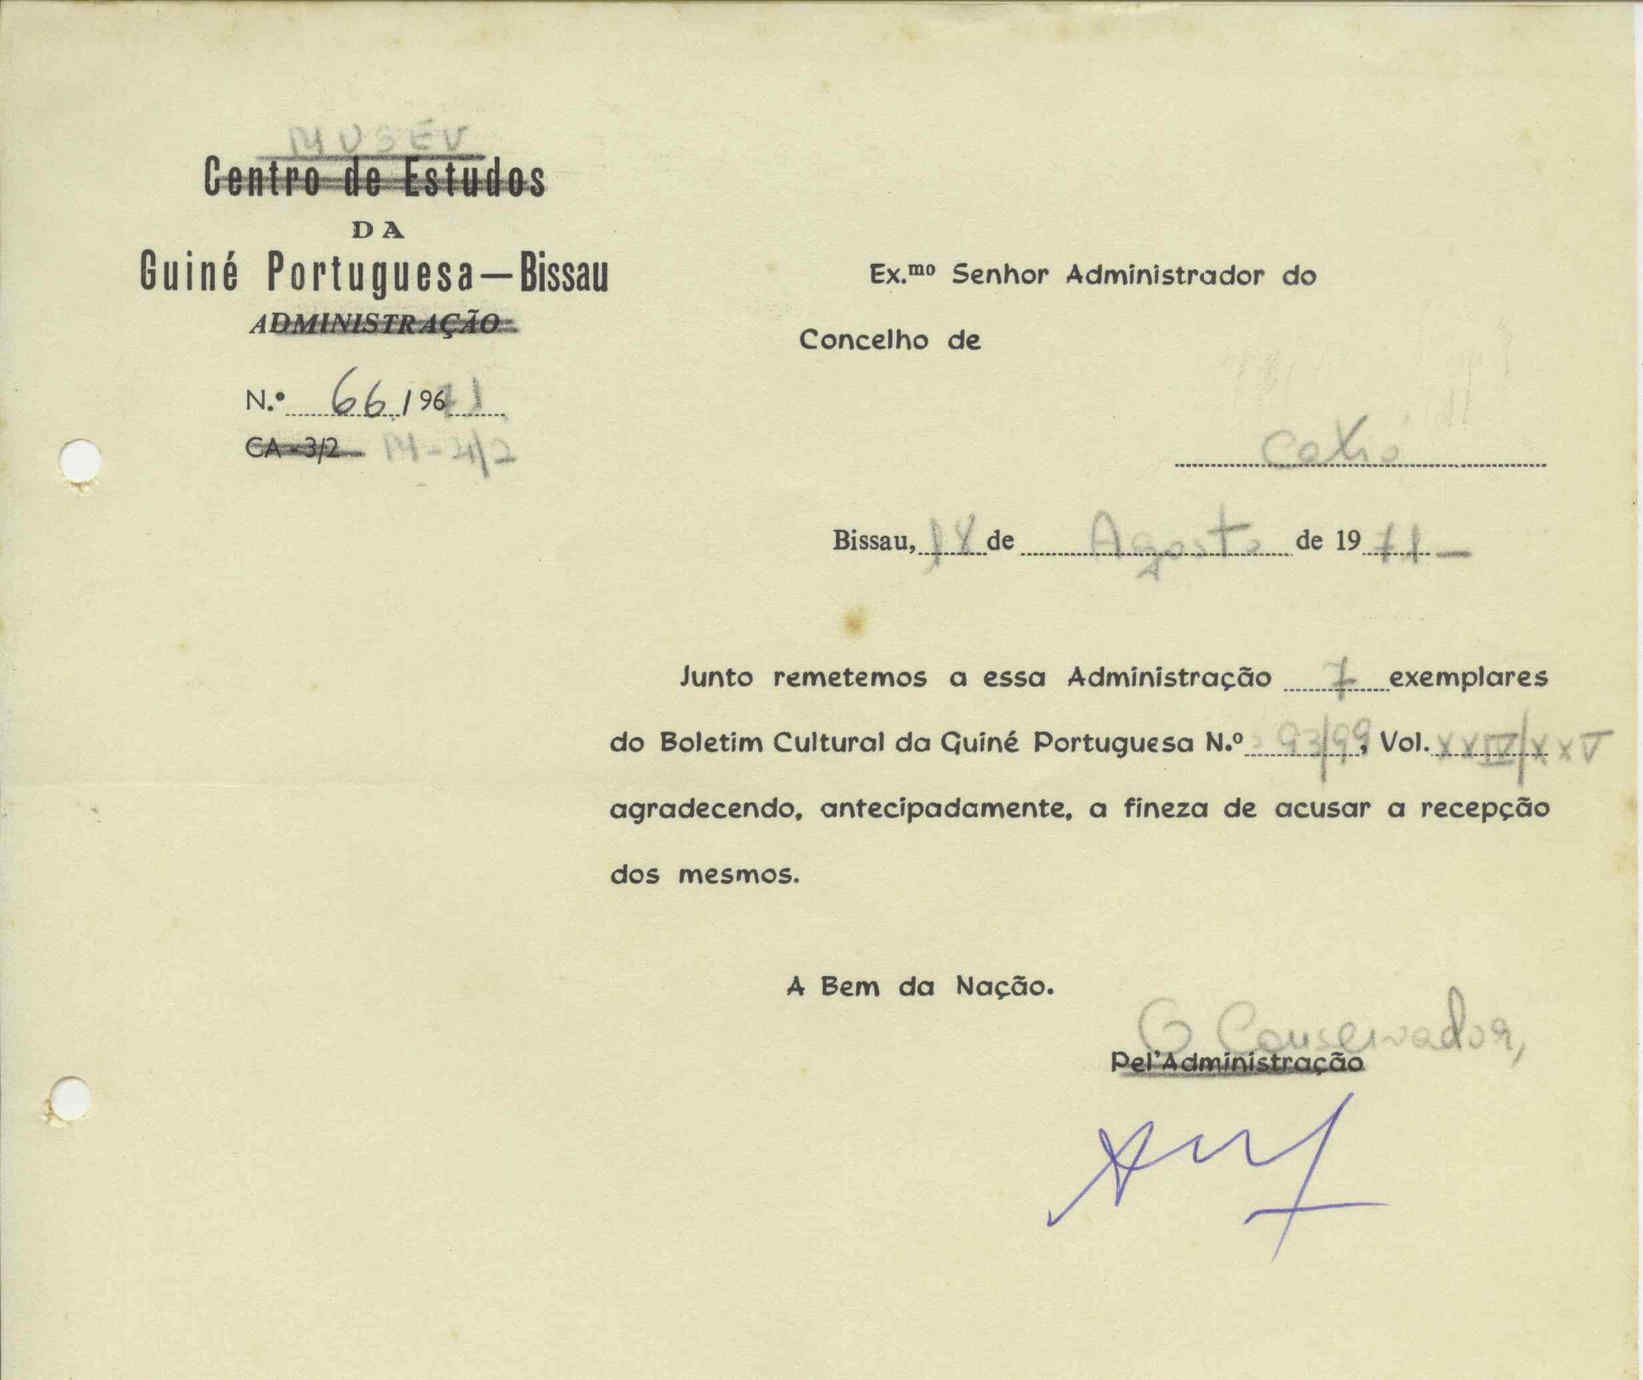 MUSEU
Centro de Estudos
DA
Guiné Portuguesa—Bissau
ADMINISTRAÇÃO
N.º 66/971
CA - 3/2 M-4/2
Ex.mo Senhor Administrador do
Concelho de
Catió
Bissau, 18 de Agosto de 1971-
Junto remetemos a essa Administração 7 exemplares
do Boletim Cultural da Guiné Portuguesa N.º 93/99, Vol. XXIV/XXV
agradecendo, antecipadamente, a fineza de acusar a recepção
dos mesmos.
A Bem da Nação.
O Conservador,
Pel'Administração